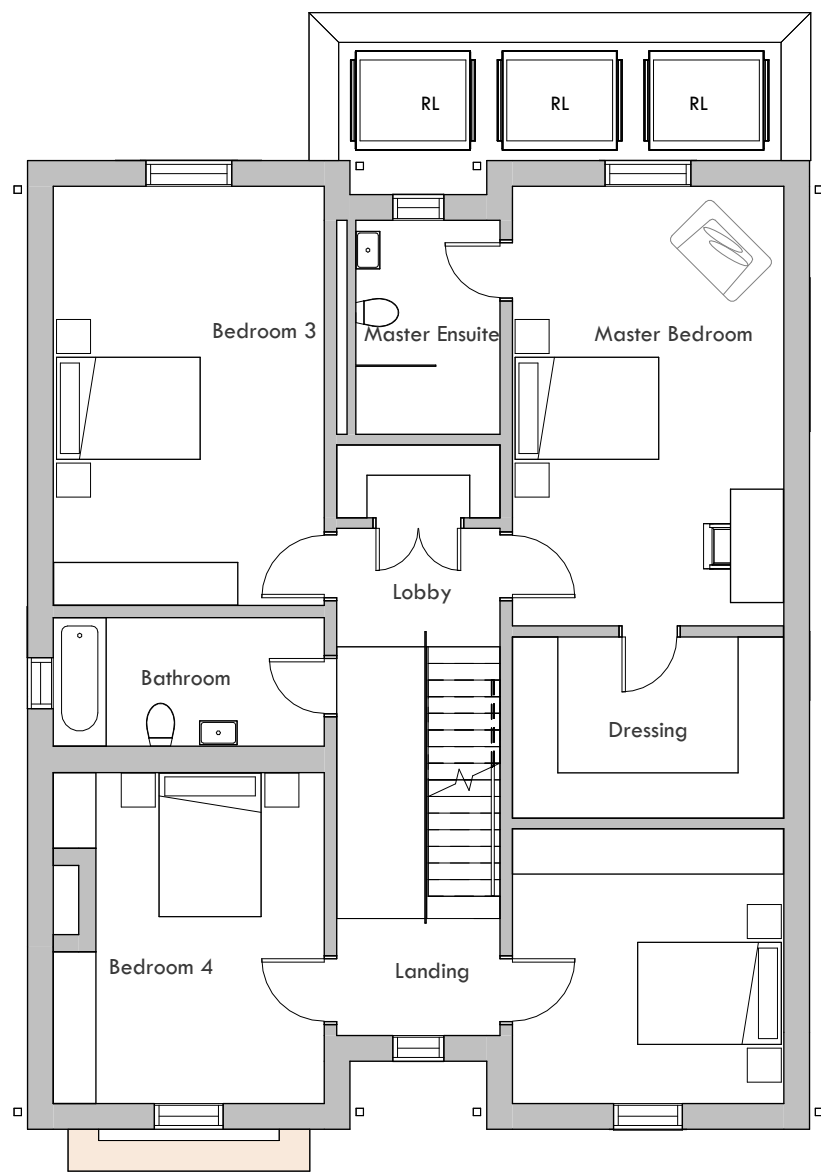 RL
RL
RL
Bedroom 3
Master Ensuite
Master Bedroom
Lobby
Bathroom
Dressing
Bedroom 4
Landing